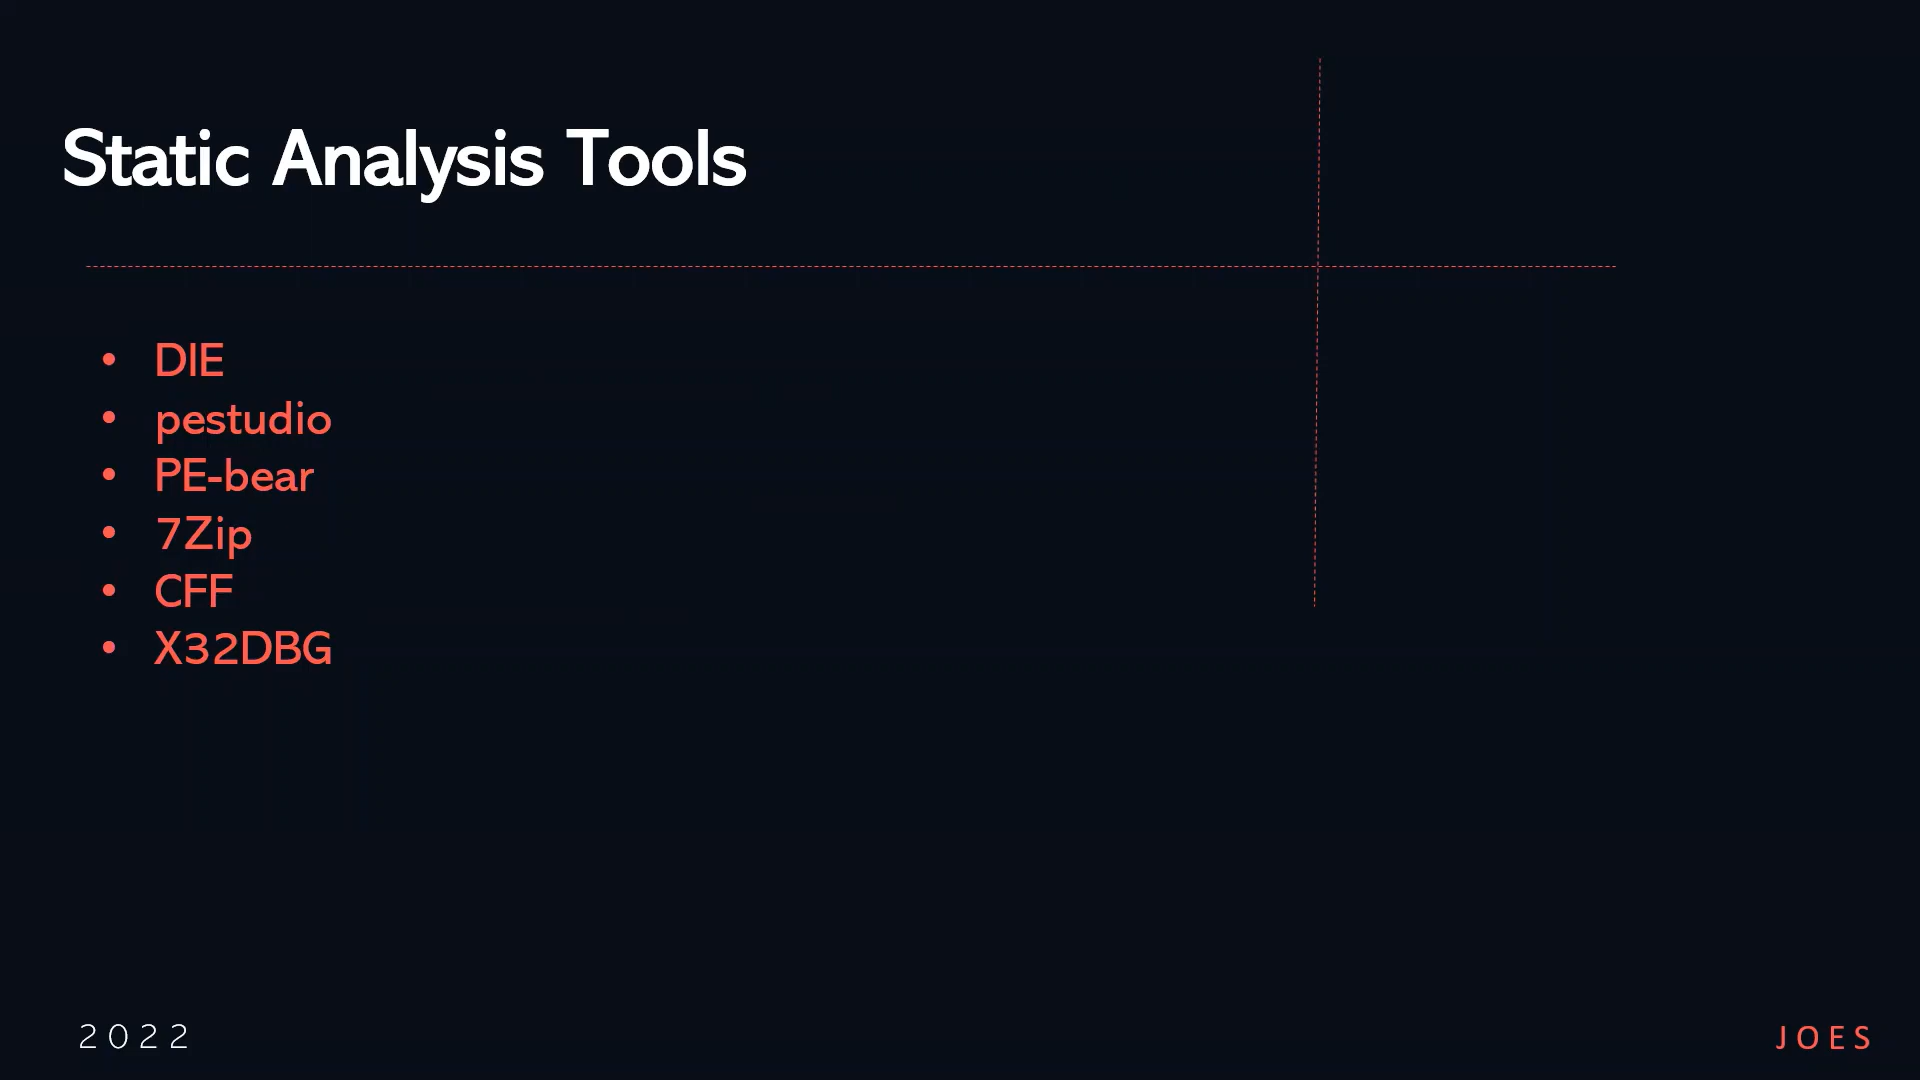 Static Analysis Tools
• DIE
• pestudio
• PE-bear
• 7Zip
• CFF
• X32DBG
2022
JOES